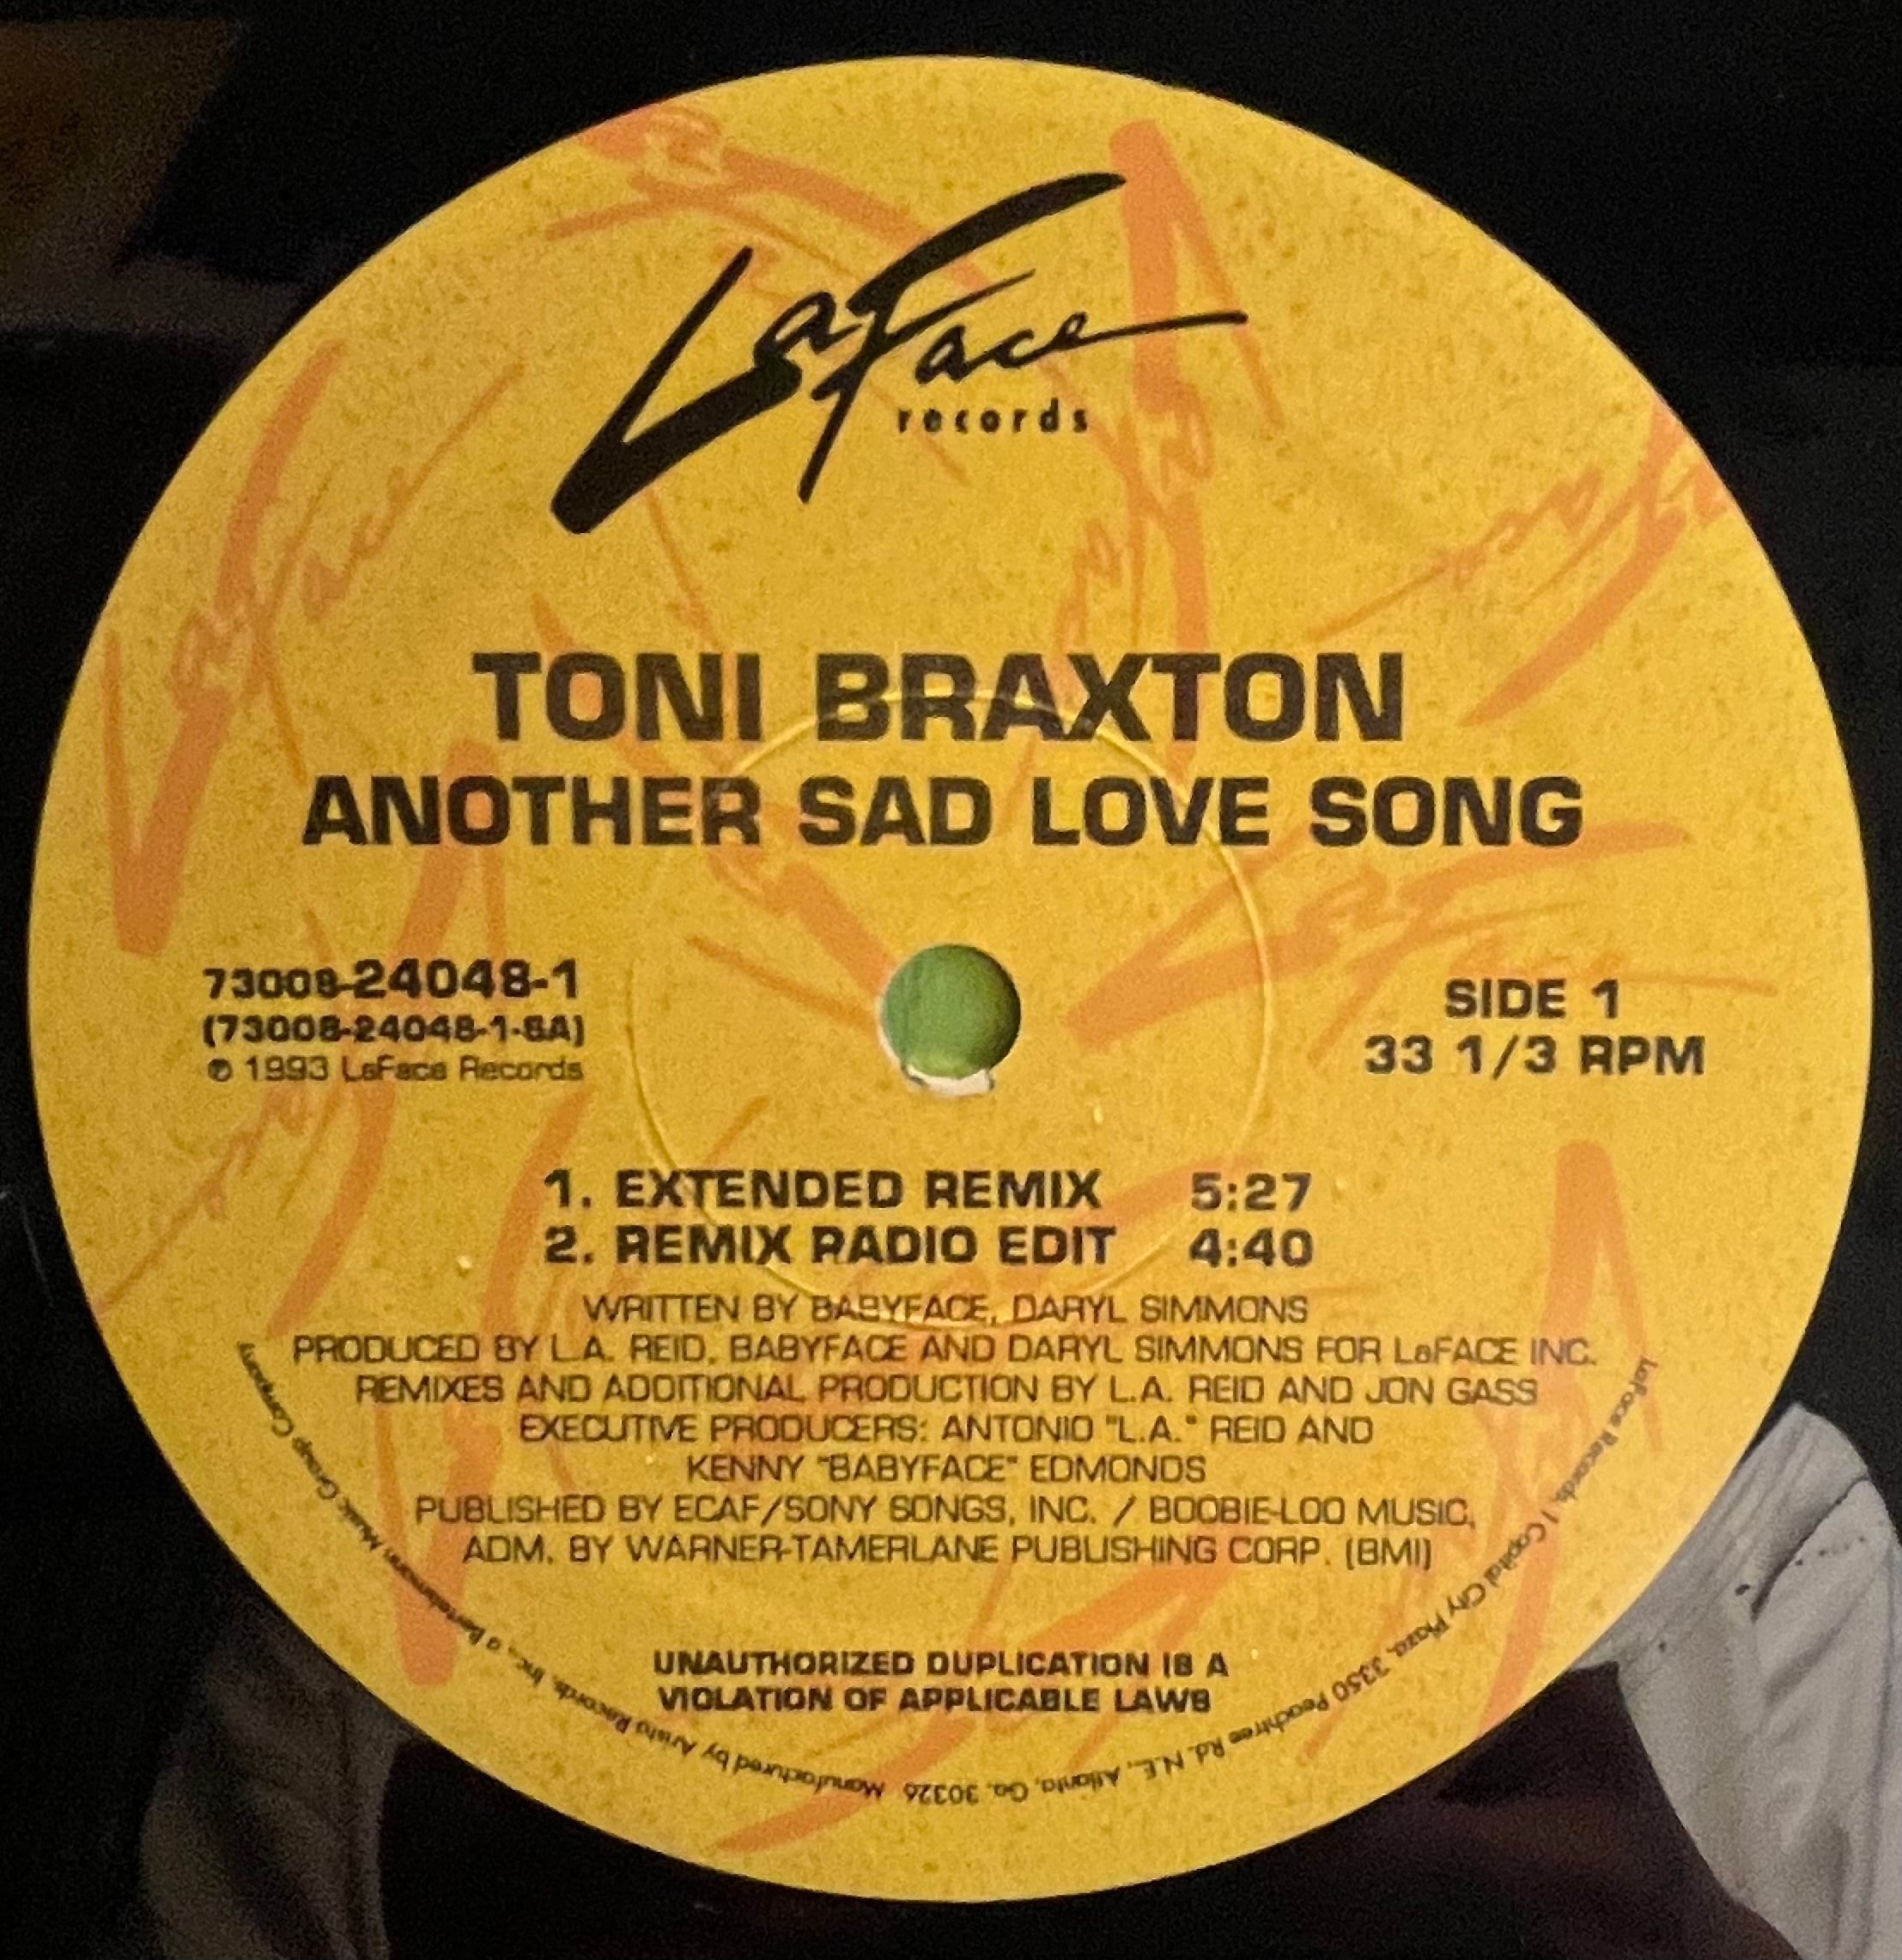 LaFace
records
TONI BRAXTON
ANOTHER SAD LOVE SONG
73008-24048-1
(73008-24048-1-SA)
℗ 1993 LaFace Records
SIDE 1
33 1/3 RPM
1. EXTENDED REMIX 5:27
2. REMIX RADIO EDIT 4:40
WRITTEN BY BABYFACE, DARYL SIMMONS
PRODUCED BY L.A. REID, BABYFACE AND DARYL SIMMONS FOR LaFACE INC.
REMIXES AND ADDITIONAL PRODUCTION BY L.A. REID AND JON GASS
EXECUTIVE PRODUCERS: ANTONIO "L.A." REID AND
KENNY "BABYFACE" EDMONDS
PUBLISHED BY ECAF/SONY SONGS, INC. / BOOBIE-LOO MUSIC,
ADM. BY WARNER-TAMERLANE PUBLISHING CORP. (BMI)
UNAUTHORIZED DUPLICATION IS A
VIOLATION OF APPLICABLE LAWS
LaFace Records, 1 Capital City Plaza, 3350 Peachtree Rd. N.E., Atlanta, Ga. 30326 Manufactured by Arista Records, Inc., a Bertelsmann Music Group Company